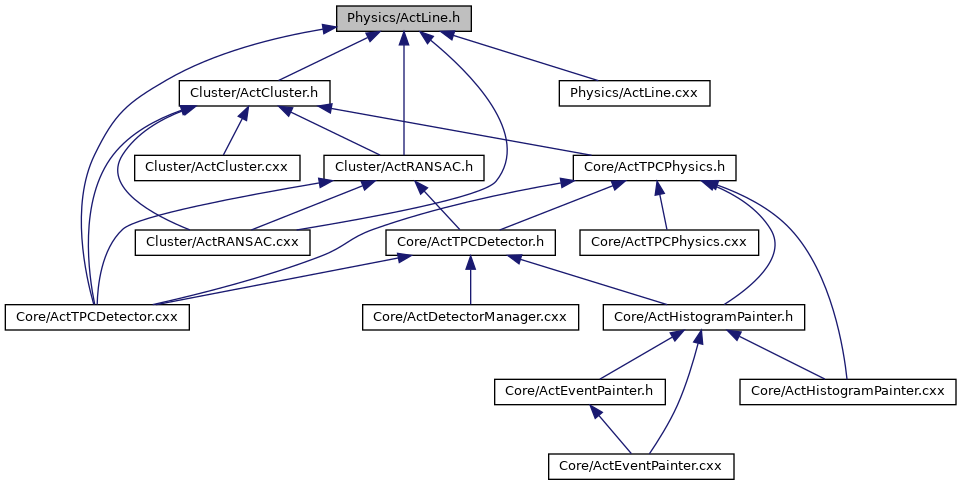 Physics/ActLine.h
Cluster/ActCluster.h
Physics/ActLine.cxx
Cluster/ActCluster.cxx
Cluster/ActRANSAC.h
Core/ActTPCPhysics.h
Cluster/ActRANSAC.cxx
Core/ActTPCDetector.h
Core/ActTPCPhysics.cxx
Core/ActTPCDetector.cxx
Core/ActDetectorManager.cxx
Core/ActHistogramPainter.h
Core/ActEventPainter.h
Core/ActHistogramPainter.cxx
Core/ActEventPainter.cxx